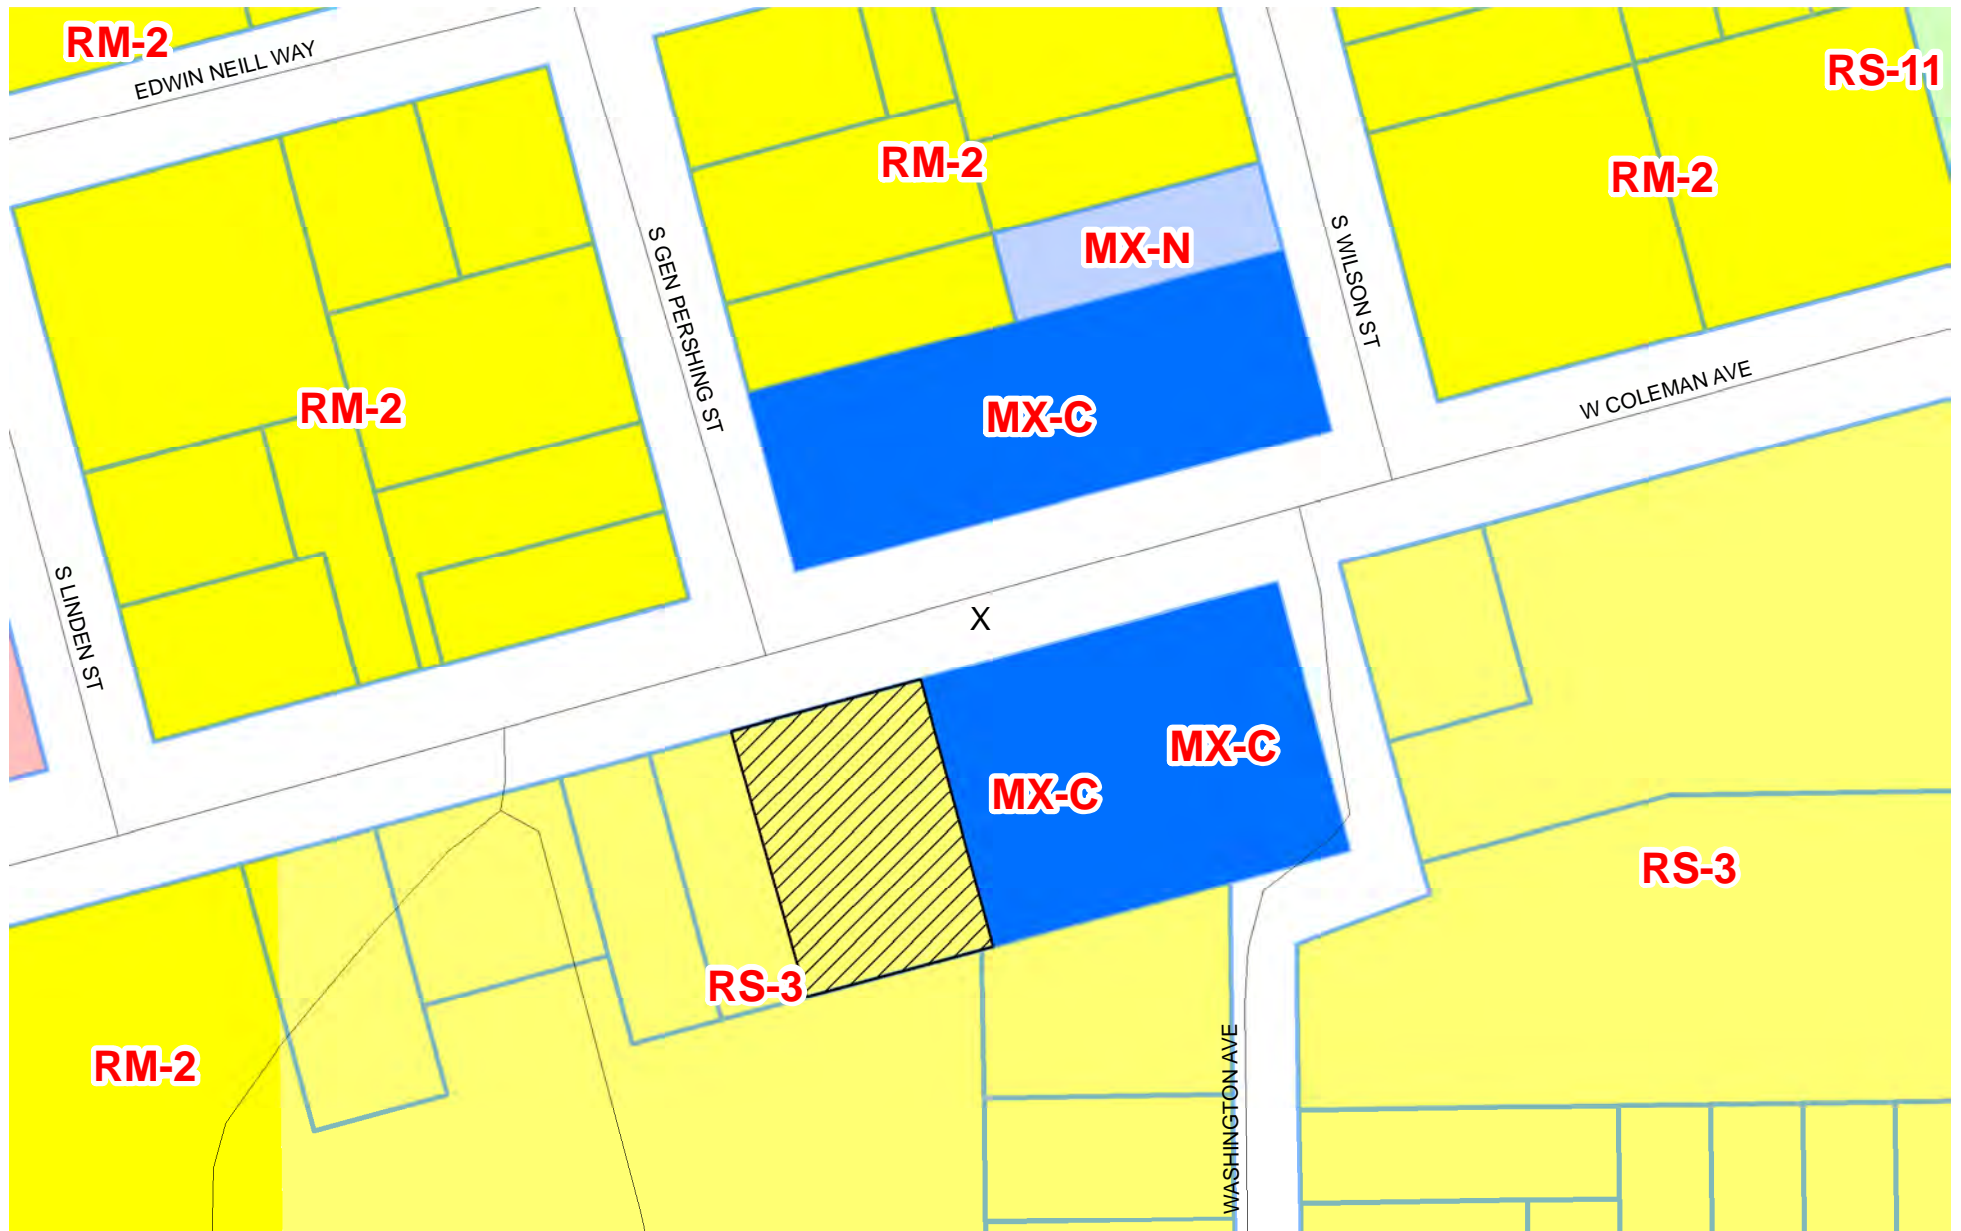 RM-2
EDWIN NEILL WAY
RS-11
RM-2
RM-2
MX-N
S GEN PERSHING ST
S WILSON ST
RM-2
MX-C
W COLEMAN AVE
S LINDEN ST
X
MX-C
MX-C
RS-3
RS-3
RM-2
WASHINGTON AVE